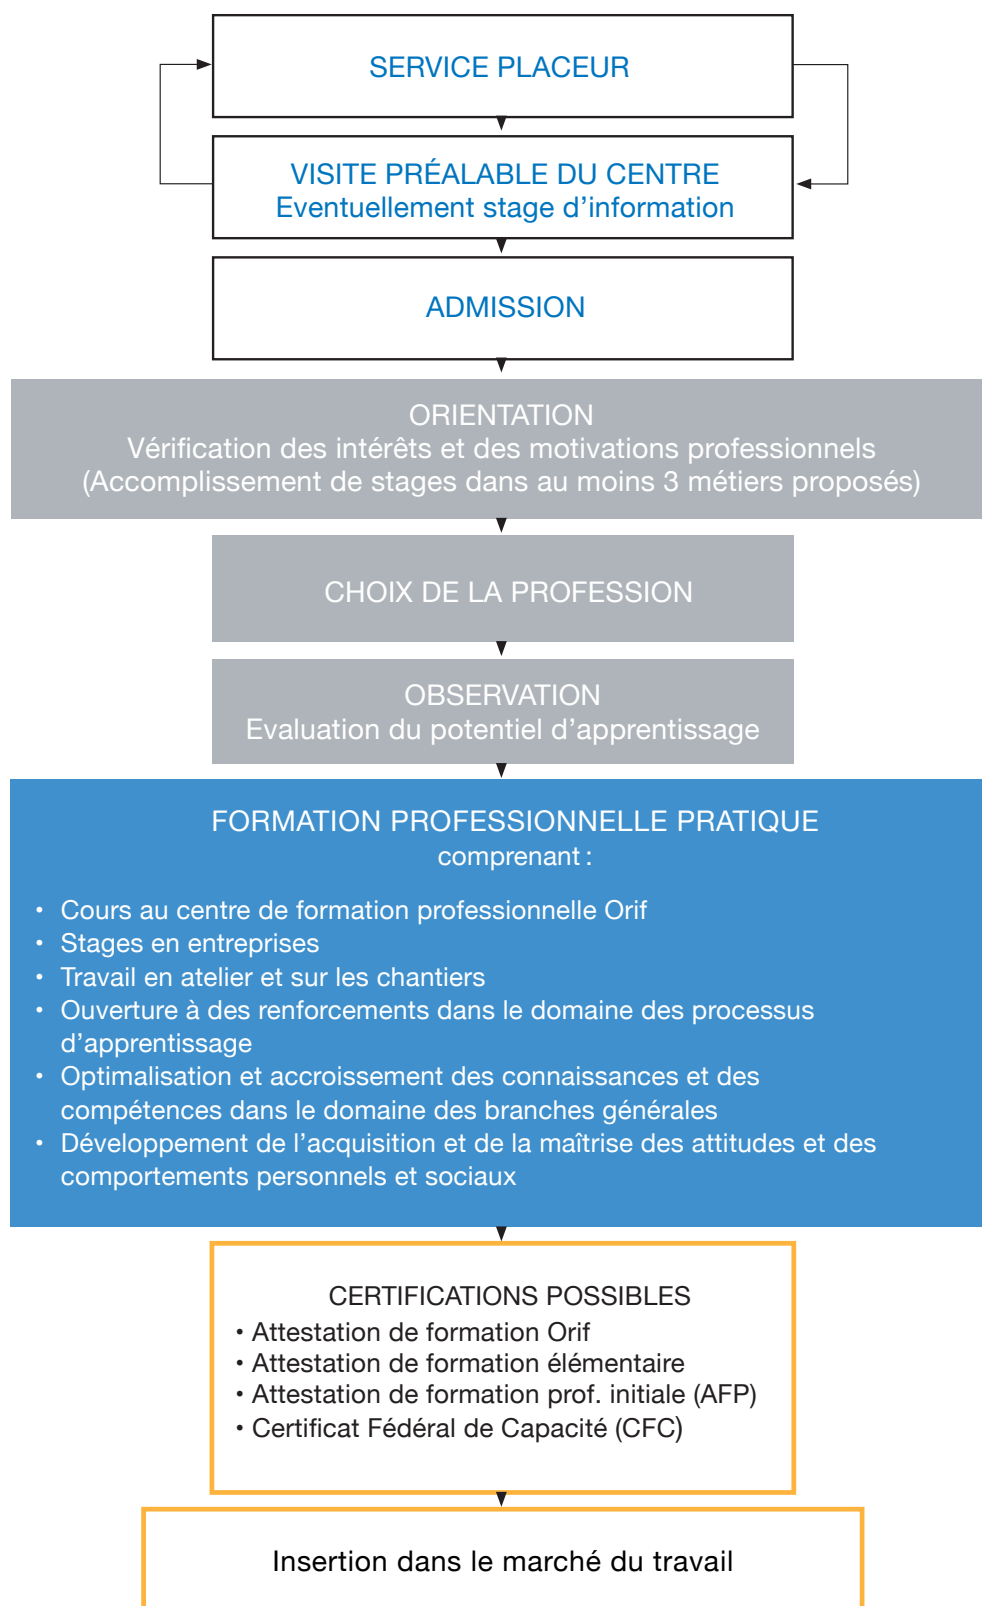 SERVICE PLACEUR
VISITE PRÉALABLE DU CENTRE
Eventuellement stage d’information
ADMISSION
ORIENTATION
Vérification des intérêts et des motivations professionnels
(Accomplissement de stages dans au moins 3 métiers proposés)
CHOIX DE LA PROFESSION
OBSERVATION
Evaluation du potentiel d’apprentissage
FORMATION PROFESSIONNELLE PRATIQUE
comprenant :
• Cours au centre de formation professionnelle Orif
• Stages en entreprises
• Travail en atelier et sur les chantiers
• Ouverture à des renforcements dans le domaine des processus
d’apprentissage
• Optimalisation et accroissement des connaissances et des
compétences dans le domaine des branches générales
• Développement de l’acquisition et de la maîtrise des attitudes et des
comportements personnels et sociaux
CERTIFICATIONS POSSIBLES
• Attestation de formation Orif
• Attestation de formation élémentaire
• Attestation de formation prof. initiale (AFP)
• Certificat Fédéral de Capacité (CFC)
Insertion dans le marché du travail